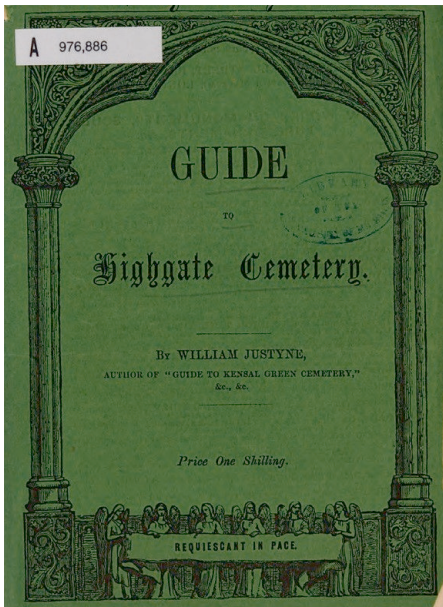 A 976,886
GUIDE
TO
Highgate Cemetery.
BY WILLIAM JUSTYNE,
AUTHOR OF "GUIDE TO KENSAL GREEN CEMETERY,"
&c., &c.
Price One Shilling.
REQUIESCANT IN PACE.